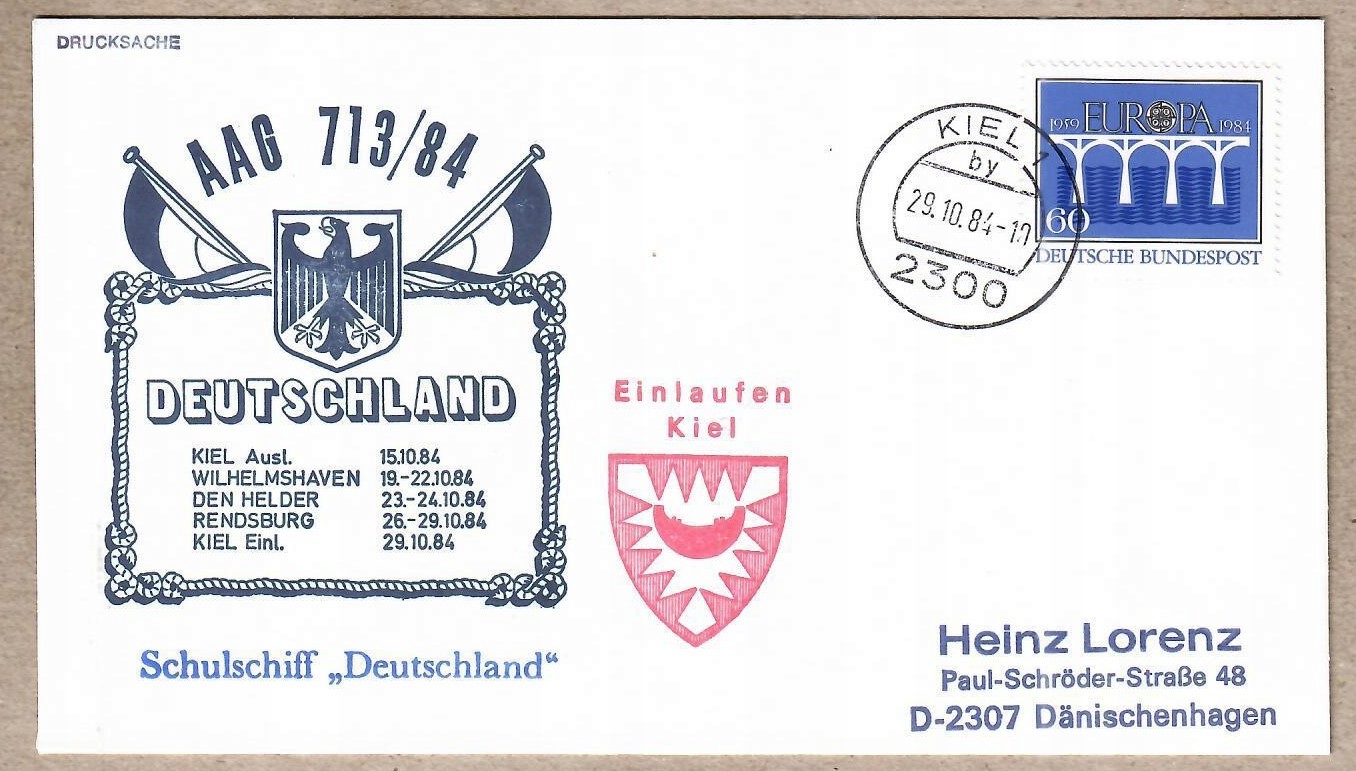 DRUCKSACHE
AAG 713/84
DEUTSCHLAND
KIEL Ausl. 15.10.84
WILHELMSHAVEN 19.-22.10.84
DEN HELDER 23.-24.10.84
RENDSBURG 26.-29.10.84
KIEL Einl. 29.10.84
Schulschiff „Deutschland“
Einlaufen
Kiel
KIEL 1
by
29.10.84-
2300
1959 EUROPA 1984
60
DEUTSCHE BUNDESPOST
Heinz Lorenz
Paul-Schröder-Straße 48
D-2307 Dänischenhagen